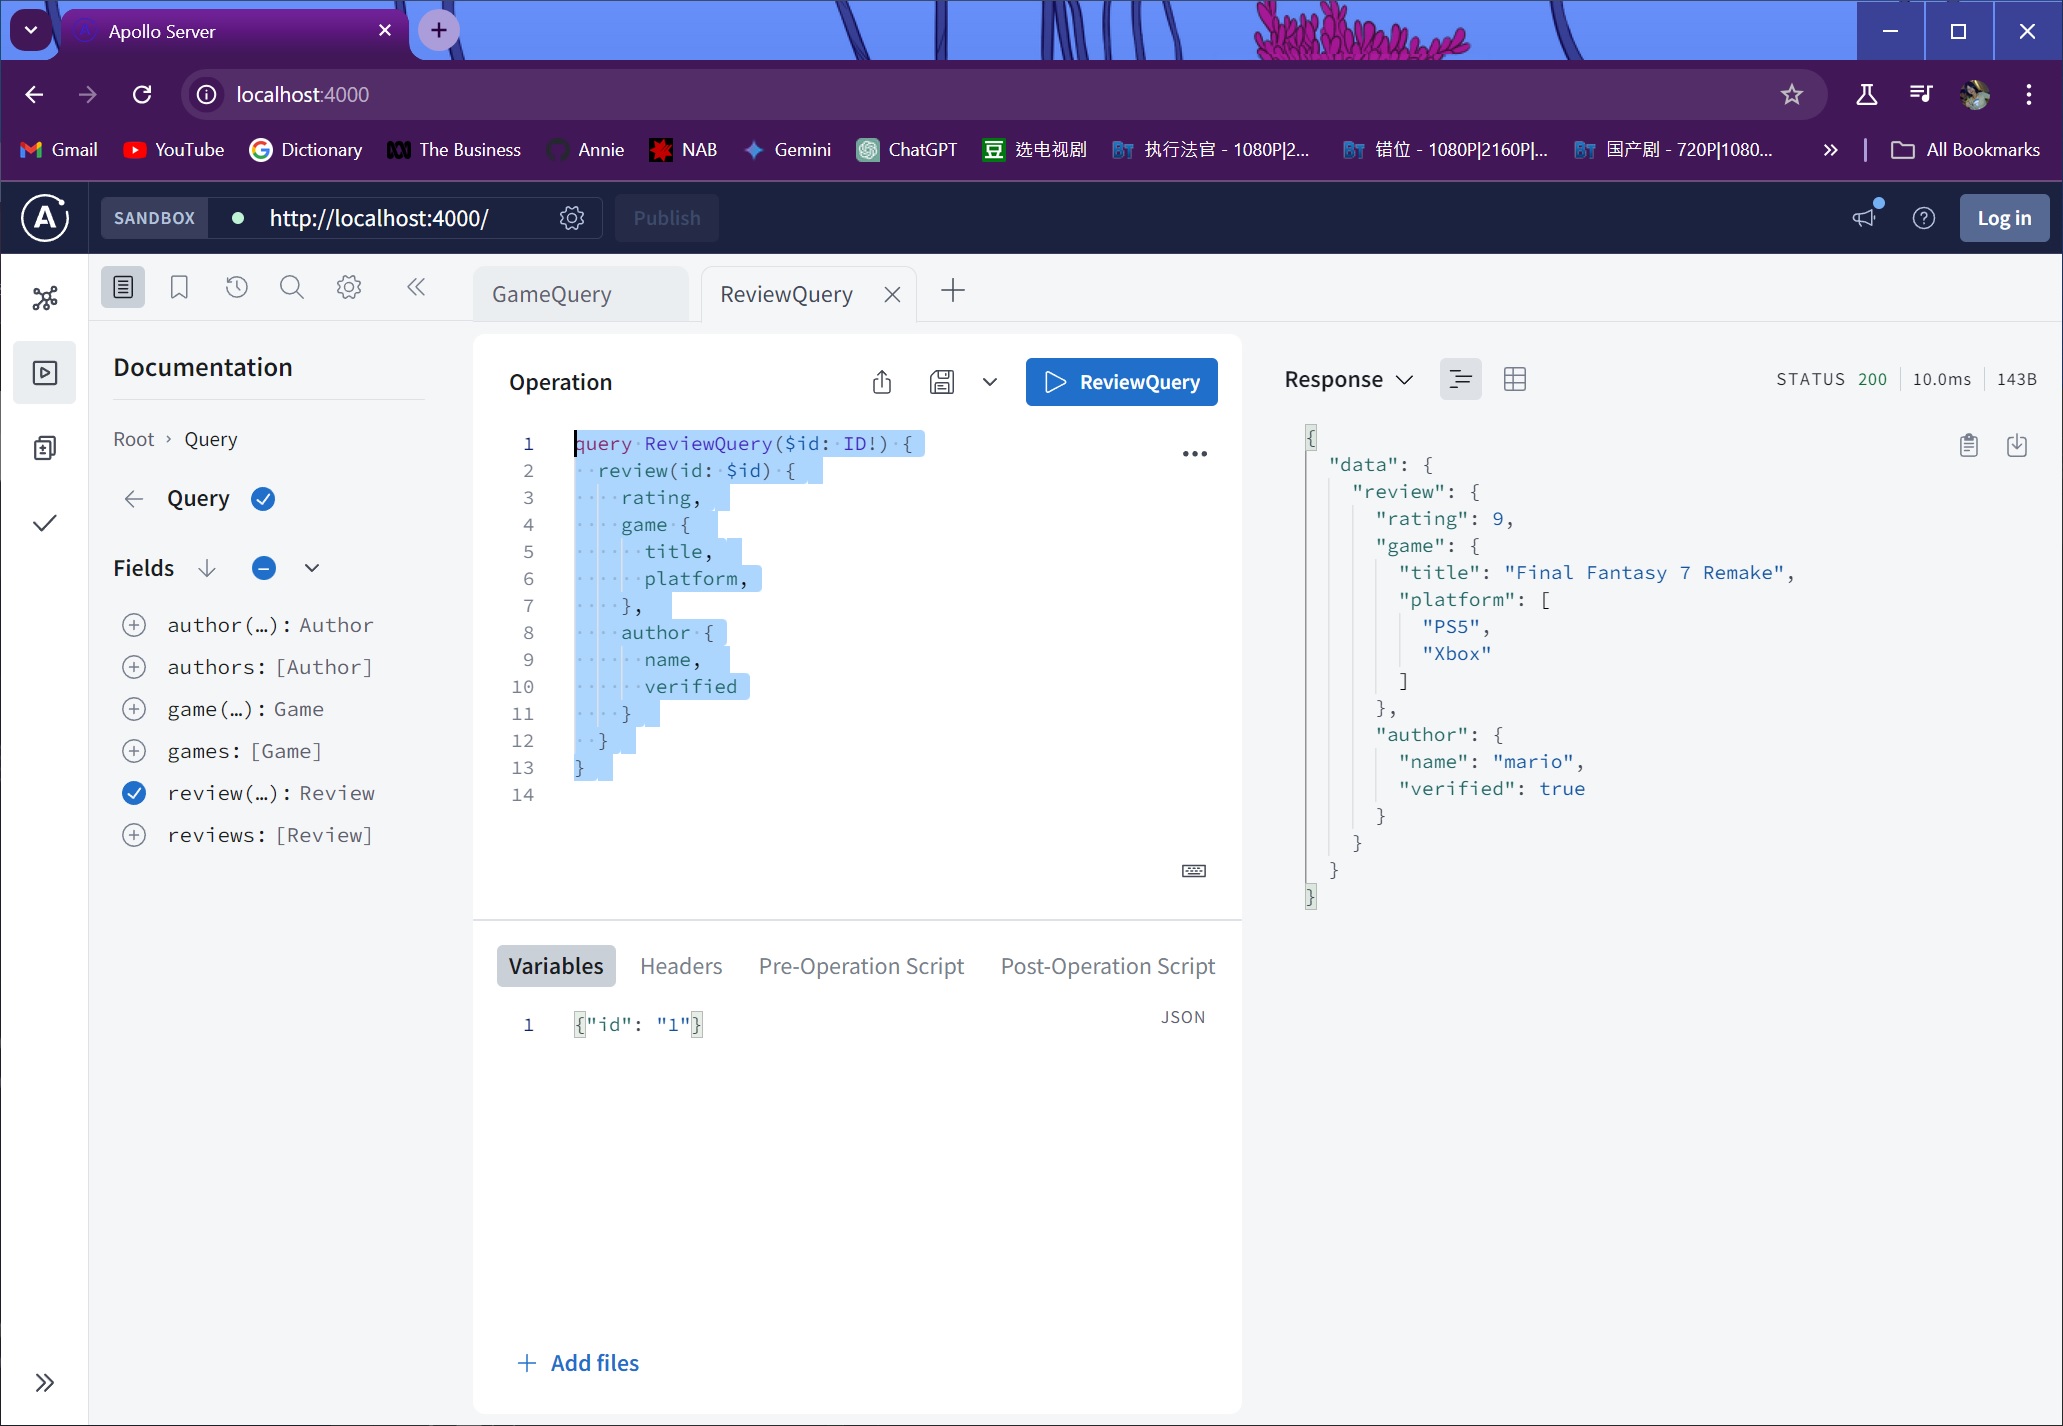 Apollo Server
localhost:4000
Gmail
YouTube
Dictionary
The Business
Annie
NAB
Gemini
ChatGPT
选电视剧
执行法官 - 1080P|2...
错位 - 1080P|2160P|...
国产剧 - 720P|1080...
All Bookmarks
SANDBOX
http://localhost:4000/
Publish
Log in
GameQuery
ReviewQuery
Documentation
Root › Query
Query
Fields
author(…): Author
authors: [Author]
game(…): Game
games: [Game]
review(…): Review
reviews: [Review]
Operation
ReviewQuery
1 query ReviewQuery($id: ID!) {
2 review(id: $id) {
3 rating,
4 game {
5 title,
6 platform,
7 },
8 author {
9 name,
10 verified
11 }
12 }
13 }
14
Variables
Headers
Pre-Operation Script
Post-Operation Script
1 {"id": "1"}
JSON
Add files
Response
STATUS 200
10.0ms
143B
{
"data": {
"review": {
"rating": 9,
"game": {
"title": "Final Fantasy 7 Remake",
"platform": [
"PS5",
"Xbox"
]
},
"author": {
"name": "mario",
"verified": true
}
}
}
}